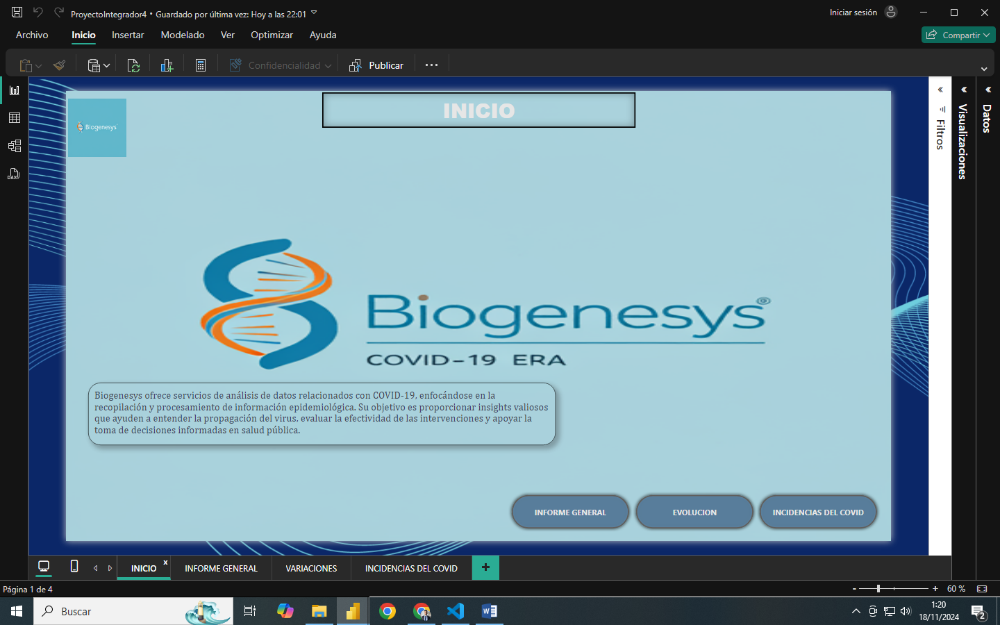 ProyectoIntegrador4 • Guardado por última vez: Hoy a las 22:01
Iniciar sesión
Archivo Inicio Insertar Modelado Ver Optimizar Ayuda
Compartir
Confidencialidad
Publicar
INICIO
Biogenesys
Filtros
Visualizaciones
Datos
DAX
Biogenesys®
COVID-19 ERA
Biogenesys ofrece servicios de análisis de datos relacionados con COVID-19, enfocándose en la
recopilación y procesamiento de información epidemiológica. Su objetivo es proporcionar insights valiosos
que ayuden a entender la propagación del virus, evaluar la efectividad de las intervenciones y apoyar la
toma de decisiones informadas en salud pública.
INFORME GENERAL
EVOLUCION
INCIDENCIAS DEL COVID
INICIO x INFORME GENERAL VARIACIONES INCIDENCIAS DEL COVID +
Página 1 de 4
- + 60 %
Buscar
1:20
18/11/2024
2